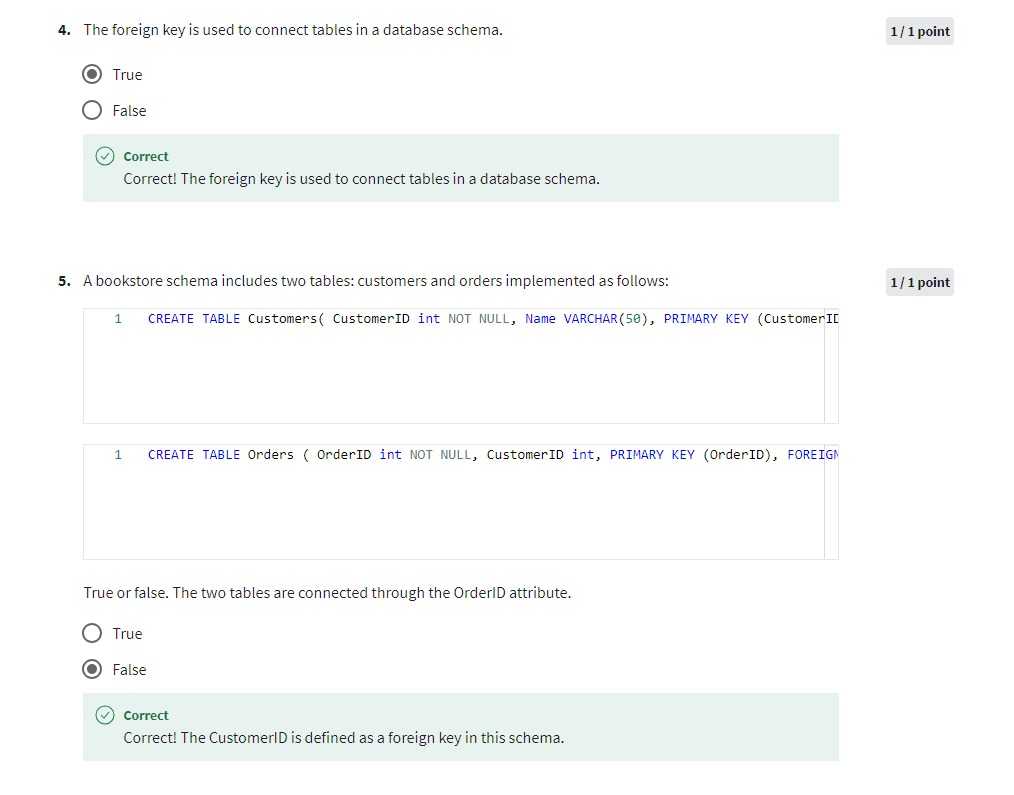 4. The foreign key is used to connect tables in a database schema.
1 / 1 point
True
False
Correct
Correct! The foreign key is used to connect tables in a database schema.
5. A bookstore schema includes two tables: customers and orders implemented as follows:
1 / 1 point
1 CREATE TABLE Customers( CustomerID int NOT NULL, Name VARCHAR(50), PRIMARY KEY (CustomerID
1 CREATE TABLE Orders ( OrderID int NOT NULL, CustomerID int, PRIMARY KEY (OrderID), FOREIGN
True or false. The two tables are connected through the OrderID attribute.
True
False
Correct
Correct! The CustomerID is defined as a foreign key in this schema.